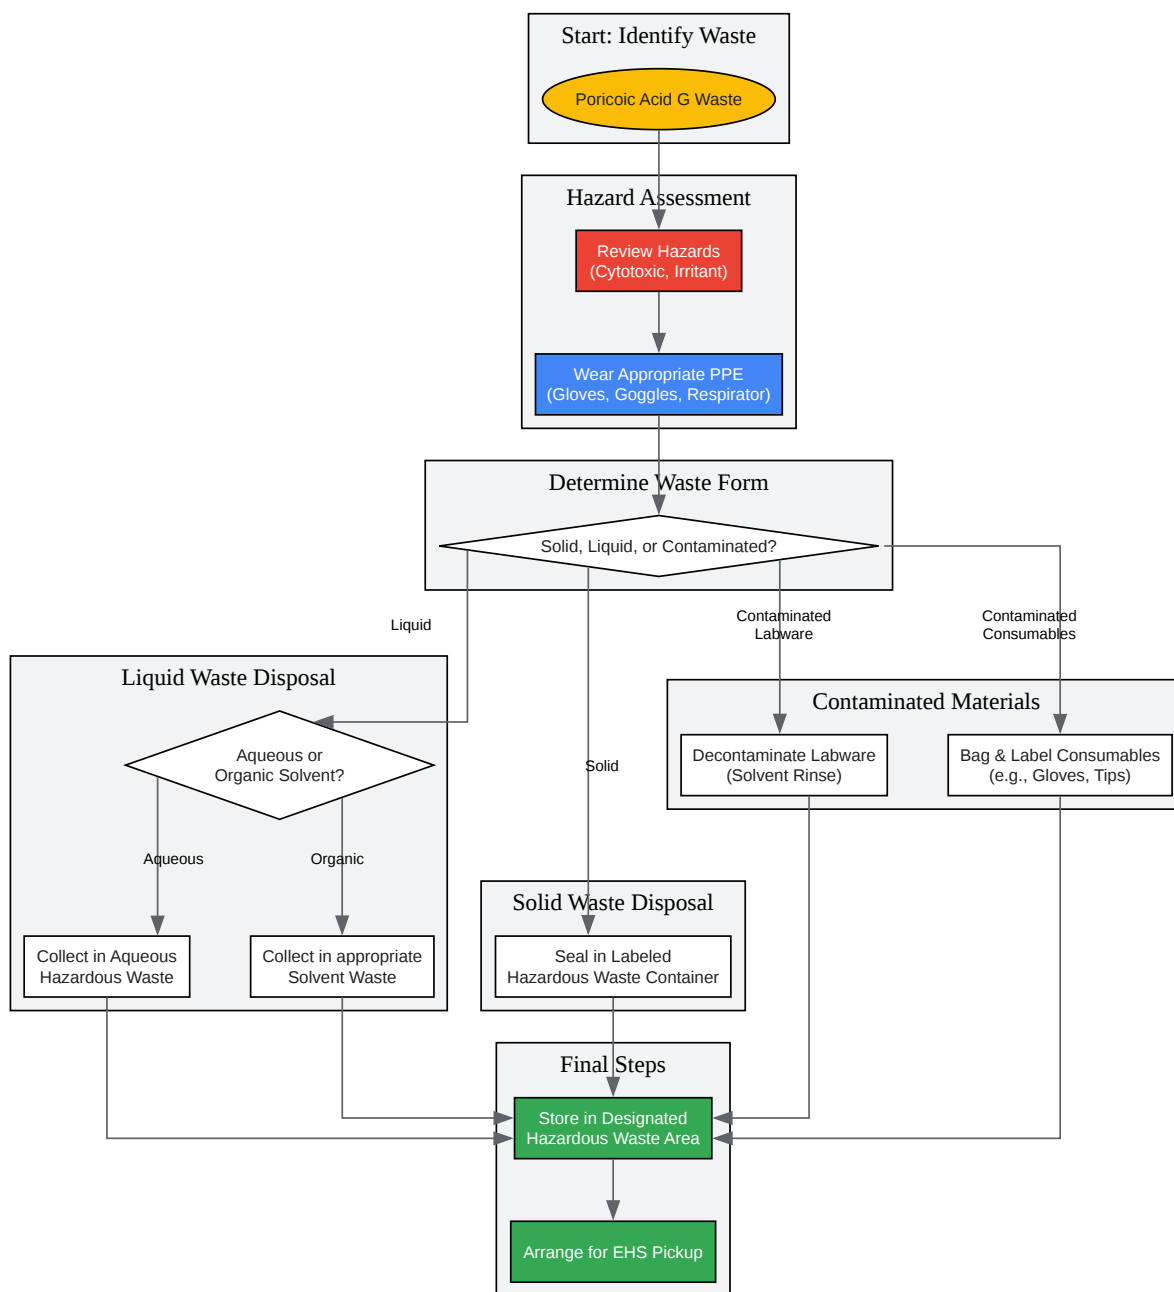 Start: Identify Waste
Poricoic Acid G Waste
Hazard Assessment
Review Hazards
(Cytotoxic, Irritant)
Wear Appropriate PPE
(Gloves, Goggles, Respirator)
Determine Waste Form
Solid, Liquid, or Contaminated?
Liquid
Contaminated
Labware
Contaminated
Consumables
Liquid Waste Disposal
Aqueous or
Organic Solvent?
Solid
Contaminated Materials
Decontaminate Labware
(Solvent Rinse)
Bag & Label Consumables
(e.g., Gloves, Tips)
Aqueous
Organic
Collect in Aqueous
Hazardous Waste
Collect in appropriate
Solvent Waste
Solid Waste Disposal
Seal in Labeled
Hazardous Waste Container
Final Steps
Store in Designated
Hazardous Waste Area
Arrange for EHS Pickup